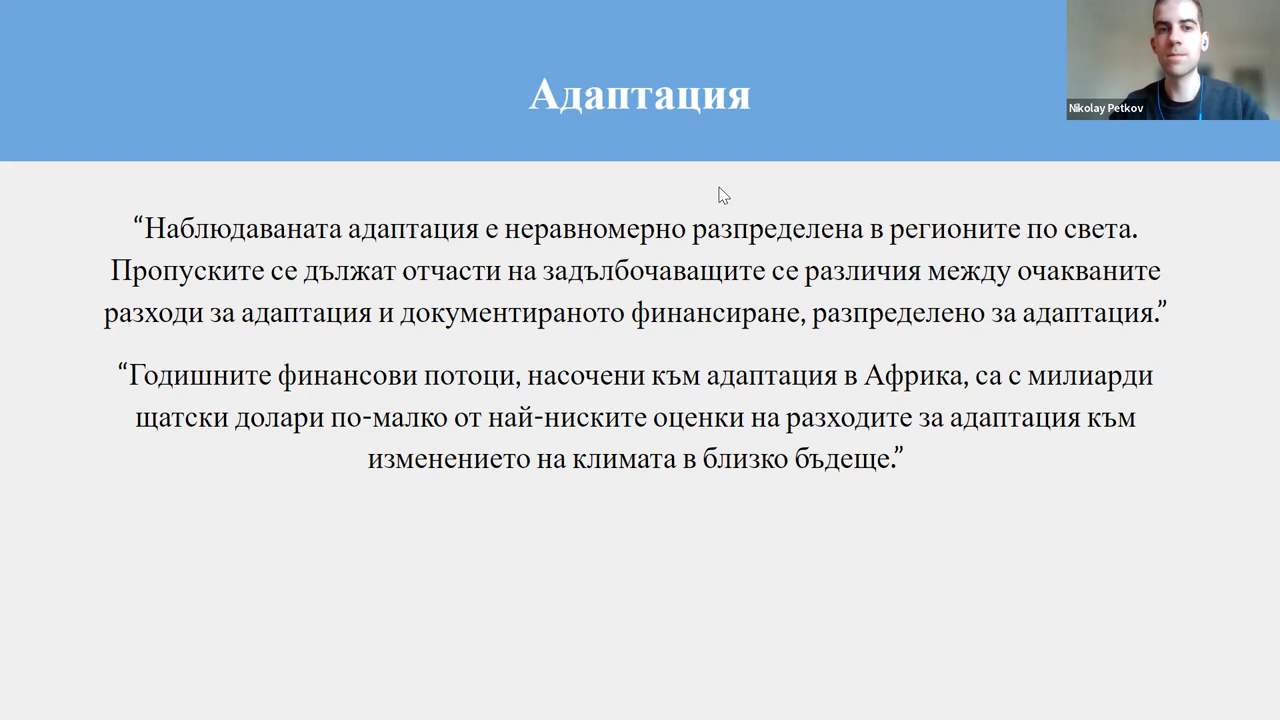 Адаптация
Nikolay Petkov
“Наблюдаваната адаптация е неравномерно разпределена в регионите по света.
Пропуските се дължат отчасти на задълбочаващите се различия между очакваните
разходи за адаптация и документираното финансиране, разпределено за адаптация.”
“Годишните финансови потоци, насочени към адаптация в Африка, са с милиарди
щатски долари по-малко от най-ниските оценки на разходите за адаптация към
изменението на климата в близко бъдеще.”